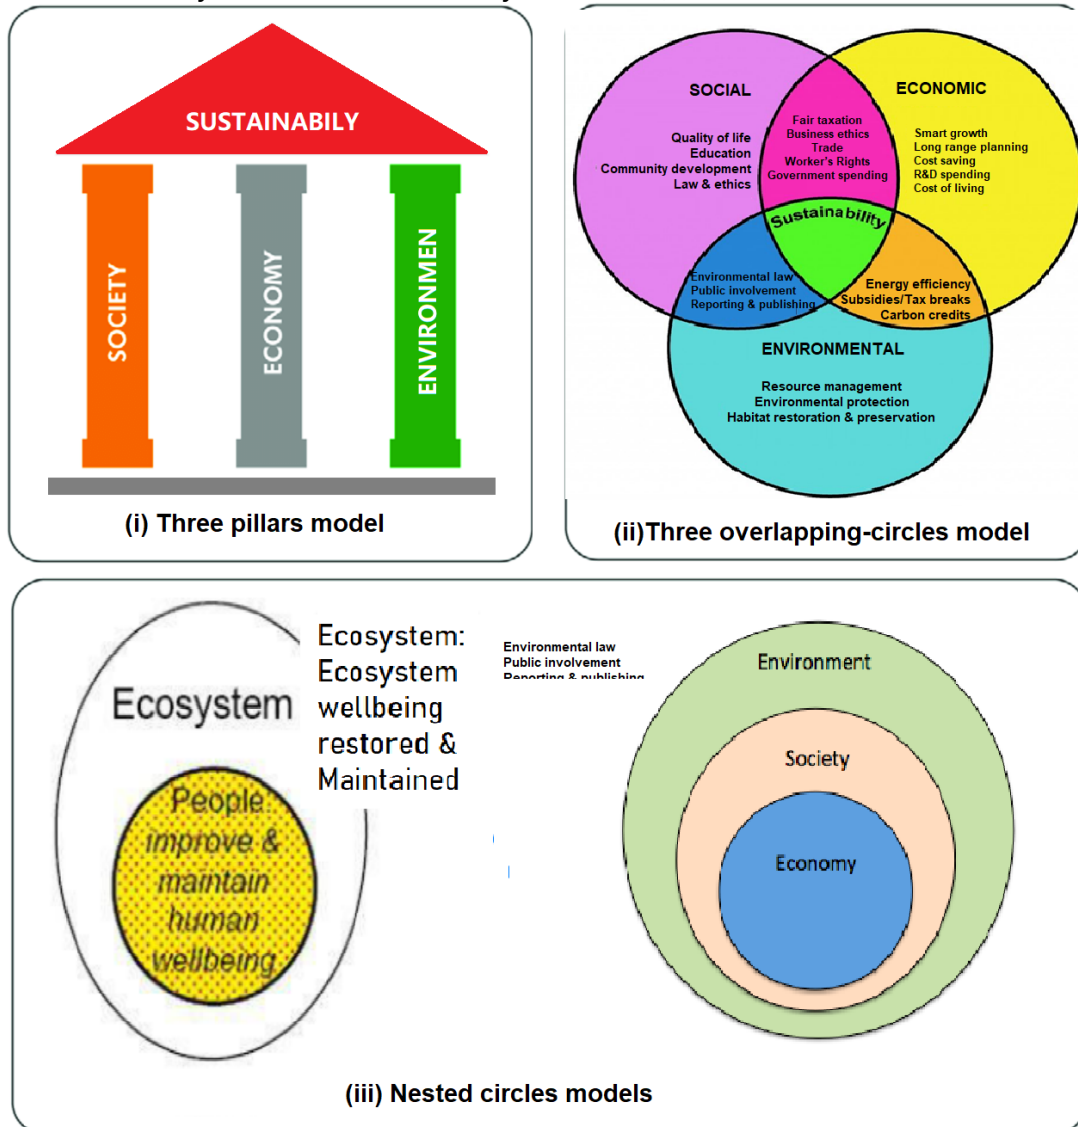 SUSTAINABILY
SOCIETY
ECONOMY
ENVIRONMEN
(i) Three pillars model
SOCIAL
Quality of life
Education
Community development
Law & ethics
Fair taxation
Business ethics
Trade
Worker's Rights
Government spending
ECONOMIC
Smart growth
Long range planning
Cost saving
R&D spending
Cost of living
Sustainability
Environmental law
Public involvement
Reporting & publishing
Energy efficiency
Subsidies/Tax breaks
Carbon credits
ENVIRONMENTAL
Resource management
Environmental protection
Habitat restoration & preservation
(ii)Three overlapping-circles model
Ecosystem
People:
improve &
maintain
human
wellbeing
Ecosystem:
Ecosystem
wellbeing
restored &
Maintained
Environmental law
Public involvement
Reporting & publishing
Environment
Society
Economy
(iii) Nested circles models